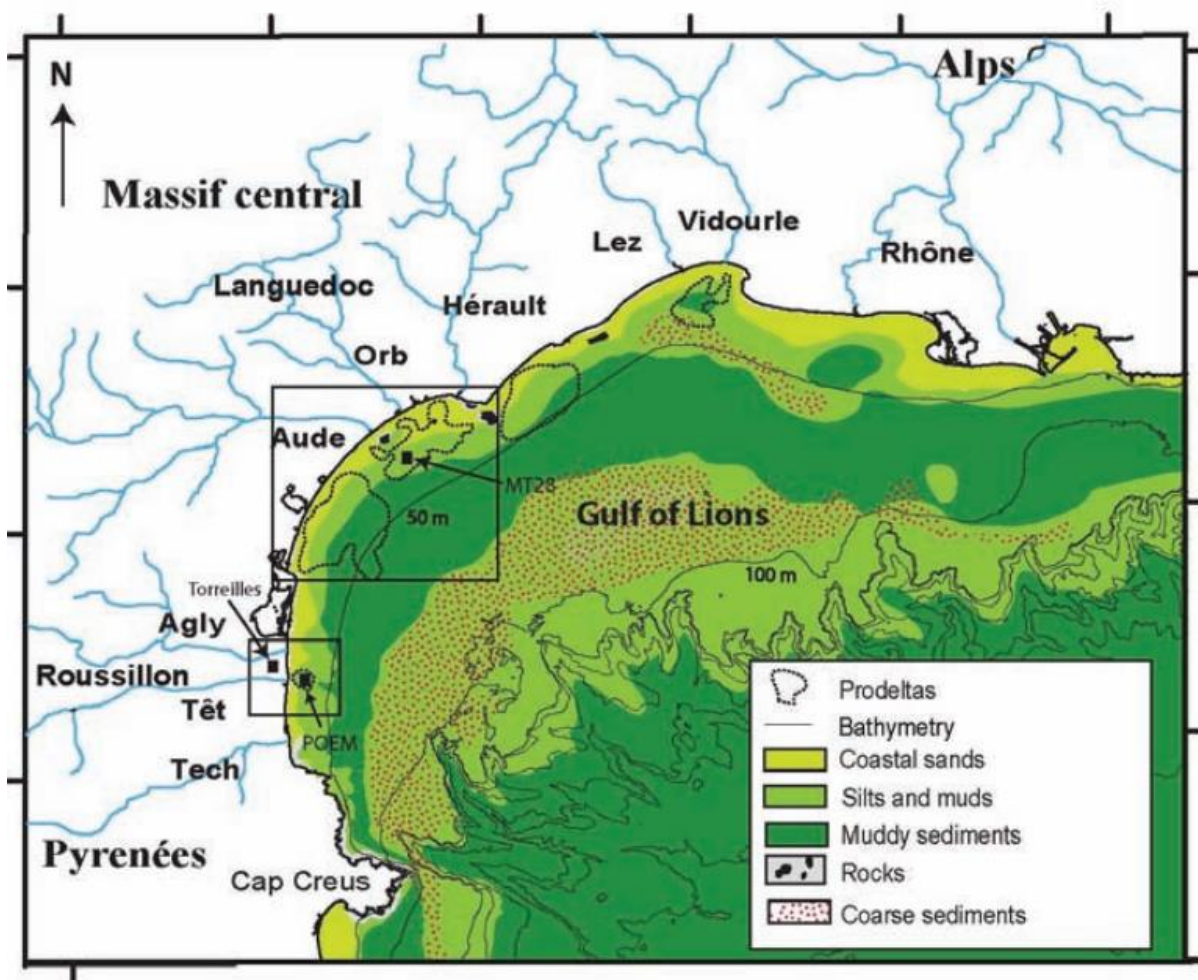 Alps
N
Massif central
Vidourle
Lez
Rhône
Languedoc
Hérault
Orb
Aude
MT28
50 m
Gulf of Lions
100 m
Torreilles
Agly
Roussillon
Têt
POEM
Tech
Pyrenées
Cap Creus
Prodeltas
Bathymetry
Coastal sands
Silts and muds
Muddy sediments
Rocks
Coarse sediments